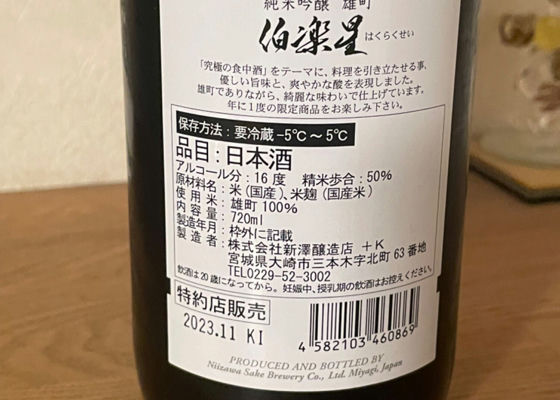 純米吟醸 雄町
伯楽星 はくらくせい
「究極の食中酒」をテーマに、料理を引き立たせる事、
優しい旨味と、爽やかな酸を表現しました。
雄町でありながら、綺麗な味わいで仕上げています。
年に1度の限定商品をお楽しみ下さい。
保存方法:要冷蔵-5℃~5℃
品目:日本酒
アルコール分:16度 精米歩合:50%
原材料名:米(国産)、米麹(国産米)
使用米:雄町100%
内容量:720ml
製造年月:枠外に記載
製造者:株式会社新澤醸造店 +K
宮城県大崎市三本木字北町63番地
TEL0229-52-3002
飲酒は20歳になってから。妊娠中、授乳期の飲酒はお控えください。
特約店販売
2023.11 KI
4 582103 460869
PRODUCED AND BOTTLED BY
Niizawa Sake Brewery Co., Ltd. Miyagi, Japan